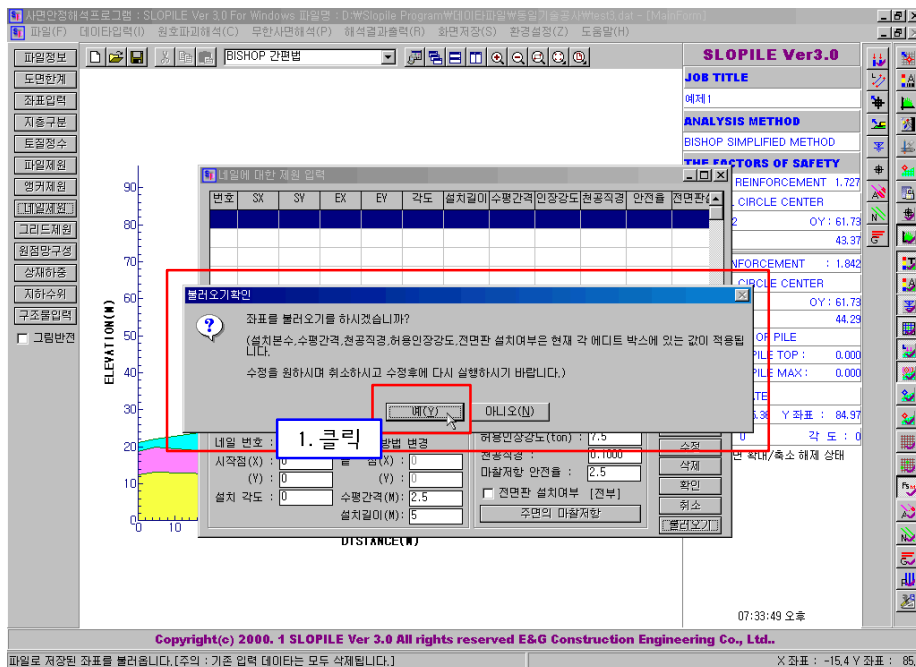 사면안정해석프로그램 : SLOPILE Ver 3,0 For Windows 파일명 : D:₩Slopile Program₩데이타파일₩동일기술공사₩test3.dat - [MainForm]
파일(F) 데이타입력(I) 원호파괴해석(C) 무한사면해석(P) 해석결과출력(R) 화면저장(S) 환경설정(Z) 도움말(H)
파일정보
BISHOP 간편법
SLOPILE Ver3.0
도면한계
JOB TITLE
좌표입력
예제1
지층구분
ANALYSIS METHOD
토질정수
BISHOP SIMPLIFIED METHOD
파일제원
THE FACTORS OF SAFETY
앵커제원
네일에 대한 제원 입력
REINFORCEMENT 1.727
네일제원
번호 SX SY EX EY 각도 설치길이 수평간격 인장강도 천공직경 안전율 전면판
CIRCLE CENTER
그리드제원
2 OY : 61.73
원점망구성
43.37
상재하중
NFORCEMENT : 1.842
지하수위
CIRCLE CENTER
구조물입력
OY : 61.73
그림반전
44.29
OF PILE
PILE TOP : 0.000
PILE MAX : 0.000
Y 좌표 : 84.97
0 각 도 : 0
면 확대/축소 해제 상태
불러오기확인
좌표를 불러오기를 하시겠습니까?
(설치본수,수평간격,천공직경,허용인장강도,전면판 설치여부은 현재 각 에디트 박스에 있는 값이 적용됩
니다.
수정을 원하시며 취소하시고 수정후에 다시 실행하시기 바랍니다.)
예(Y) 아니오(N)
1. 클릭
네일 번호 : 방법 변경 허용인장강도(ton) : 7.5 수정
시작점(X) : 0 끝 점(X) : 0 천공직경 : 0.1000 삭제
(Y) : 0 (Y) : 0 마찰저항 안전율 : 2.5 확인
설치 각도 : 0 수평간격(M): 2.5 전면판 설치여부 [전부] 취소
설치길이(M): 5 주면의 마찰저항 불러오기
ELEVATION(M)
90
80
70
60
50
40
30
20
10
0
0 10
DISTANCE(M)
07:33:49 오후
Copyright(c) 2000. 1 SLOPILE Ver 3.0 All rights reserved E&G Construction Engineering Co., Ltd..
파일로 저장된 좌표를 불러옵니다.[주의 : 기존 입력 데이타는 모두 삭제됩니다.]
X 좌표 : -15,4 Y 좌표 : 85